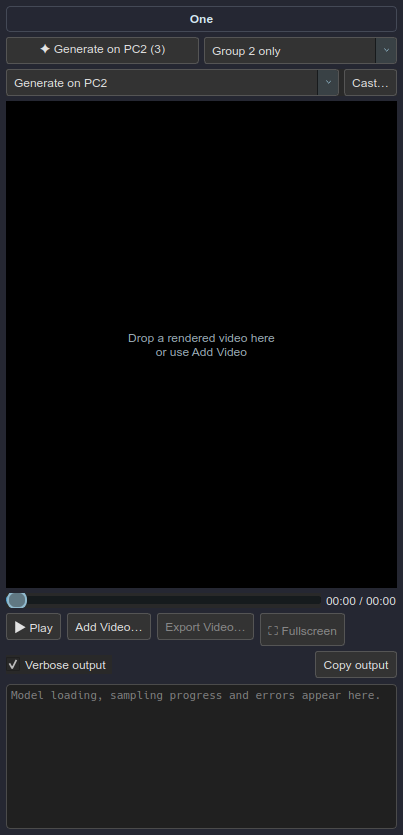 One
✦ Generate on PC2 (3)
Group 2 only
Generate on PC2
Cast...
Drop a rendered video here
or use Add Video
00:00 / 00:00
▶ Play
Add Video...
Export Video...
⛶ Fullscreen
✓ Verbose output
Copy output
Model loading, sampling progress and errors appear here.